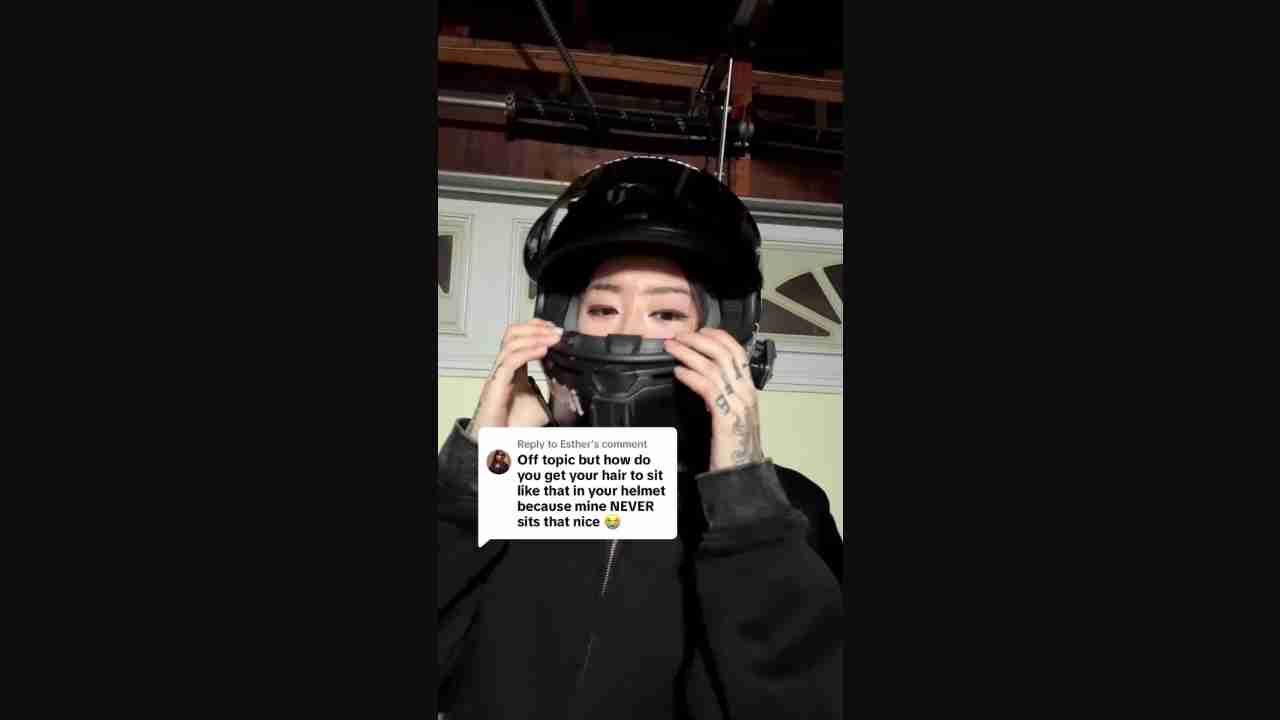 Reply to Esther's comment
Off topic but how do
you get your hair to sit
like that in your helmet
because mine NEVER
sits that nice 😭